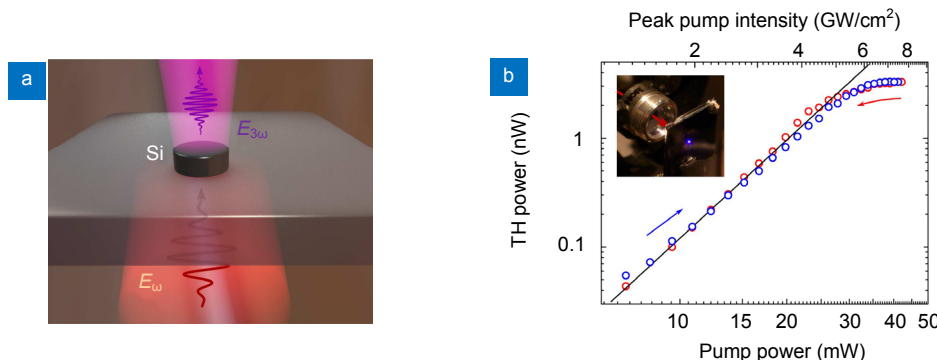 a
E3ω
Si
Eω
b
Peak pump intensity (GW/cm²)
2 4 6 8
TH power (nW)
1
0.1
10 15 20 30 40 50
Pump power (mW)